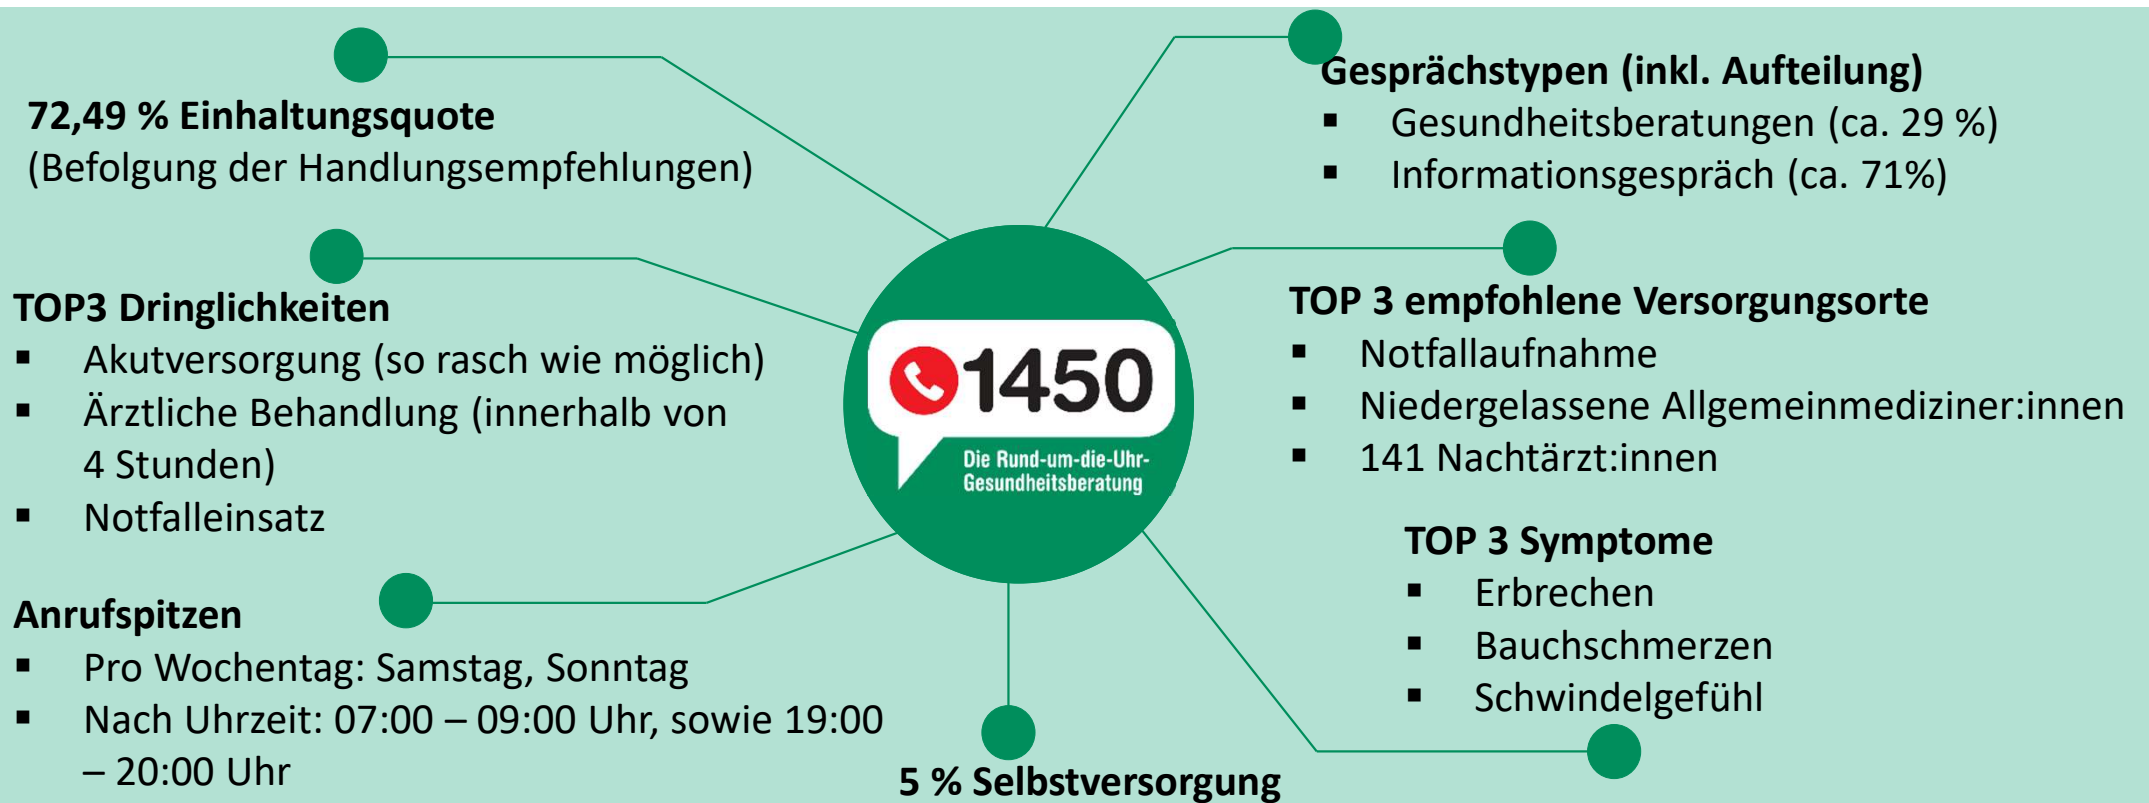 72,49 % Einhaltungsquote
(Befolgung der Handlungsempfehlungen)
TOP3 Dringlichkeiten
▪ Akutversorgung (so rasch wie möglich)
▪ Ärztliche Behandlung (innerhalb von
4 Stunden)
▪ Notfalleinsatz
Anrufspitzen
▪ Pro Wochentag: Samstag, Sonntag
▪ Nach Uhrzeit: 07:00 – 09:00 Uhr, sowie 19:00
– 20:00 Uhr
1450
Die Rund-um-die-Uhr-
Gesundheitsberatung
5 % Selbstversorgung
Gesprächstypen (inkl. Aufteilung)
▪ Gesundheitsberatungen (ca. 29 %)
▪ Informationsgespräch (ca. 71%)
TOP 3 empfohlene Versorgungsorte
▪ Notfallaufnahme
▪ Niedergelassene Allgemeinmediziner:innen
▪ 141 Nachtärzt:innen
TOP 3 Symptome
▪ Erbrechen
▪ Bauchschmerzen
▪ Schwindelgefühl